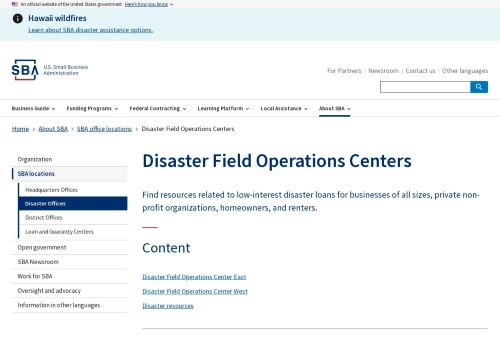 An official website of the United States government Here's how you know
Hawaii wildfires
Learn about SBA disaster assistance options.
SBA U.S. Small Business Administration
For Partners Newsroom Contact us Other languages
Business Guide Funding Programs Federal Contracting Learning Platform Local Assistance About SBA
Home About SBA SBA office locations Disaster Field Operations Centers
Organization
SBA locations
Headquarters Offices
Disaster Offices
District Offices
Loan and Guaranty Centers
Open government
SBA Newsroom
Work for SBA
Oversight and advocacy
Information in other languages
Disaster Field Operations Centers
Find resources related to low-interest disaster loans for businesses of all sizes, private non-
profit organizations, homeowners, and renters.
Content
Disaster Field Operations Center East
Disaster Field Operations Center West
Disaster resources